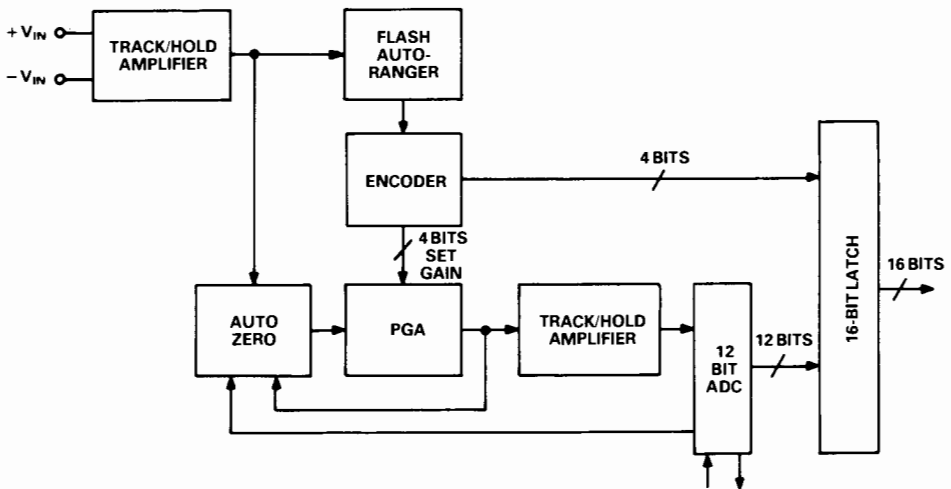 + VIN
− VIN
TRACK/HOLD
AMPLIFIER
FLASH
AUTO-
RANGER
ENCODER
4 BITS
4 BITS
SET
GAIN
AUTO
ZERO
PGA
TRACK/HOLD
AMPLIFIER
12
BIT
ADC
12 BITS
16-BIT LATCH
16 BITS